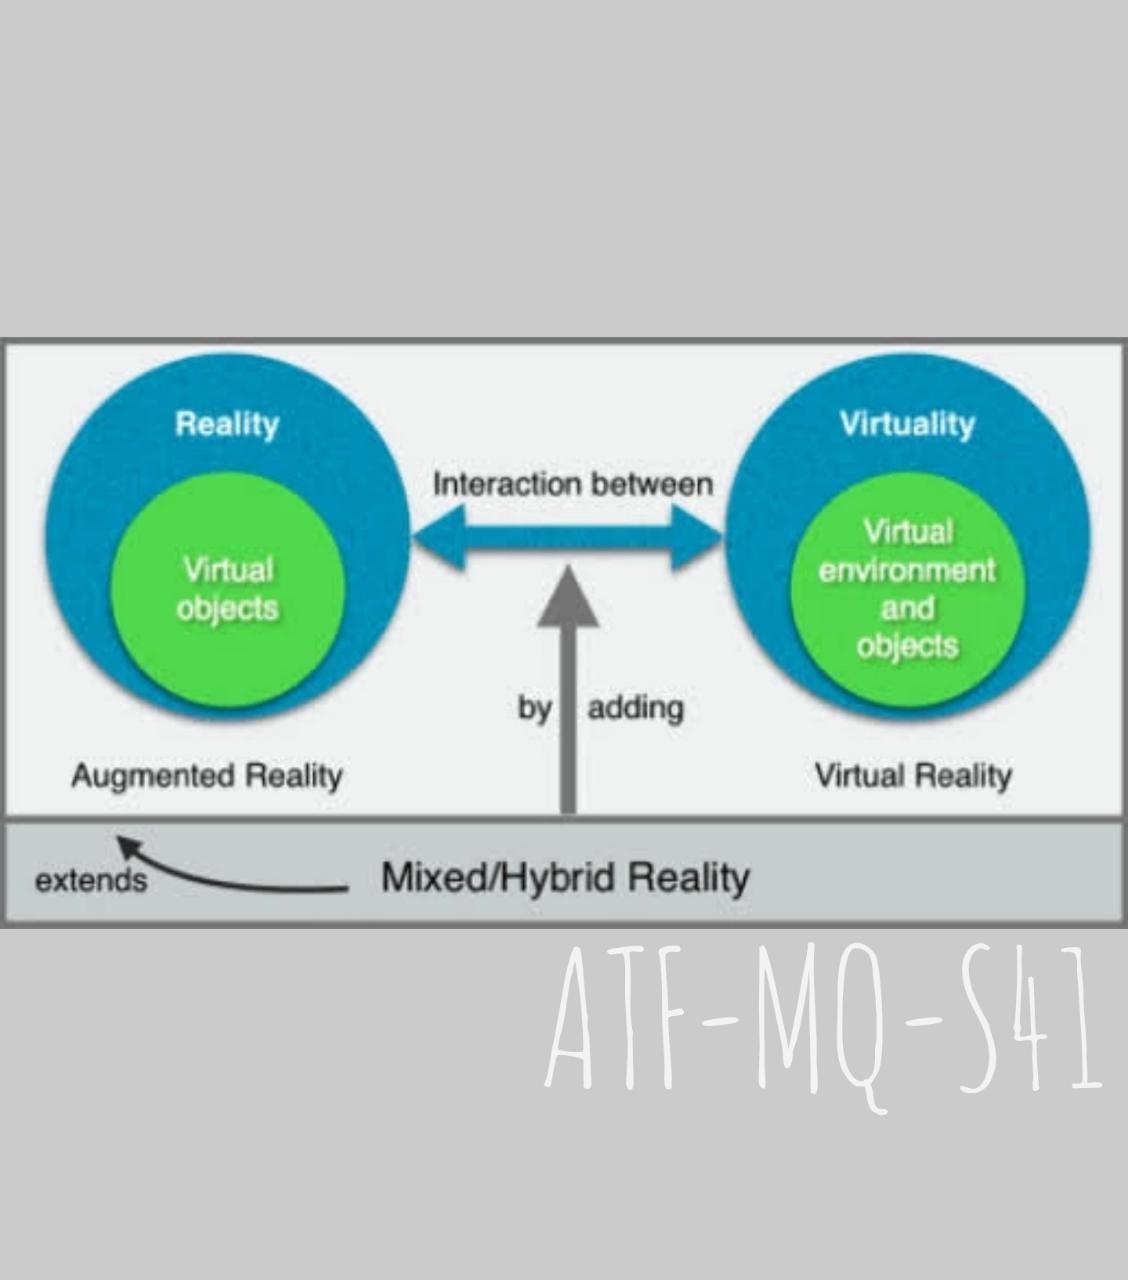 Reality
Virtual
objects
Augmented Reality
Interaction between
by adding
Virtuality
Virtual
environment
and
objects
Virtual Reality
extends
Mixed/Hybrid Reality
ATF-MQ-S41